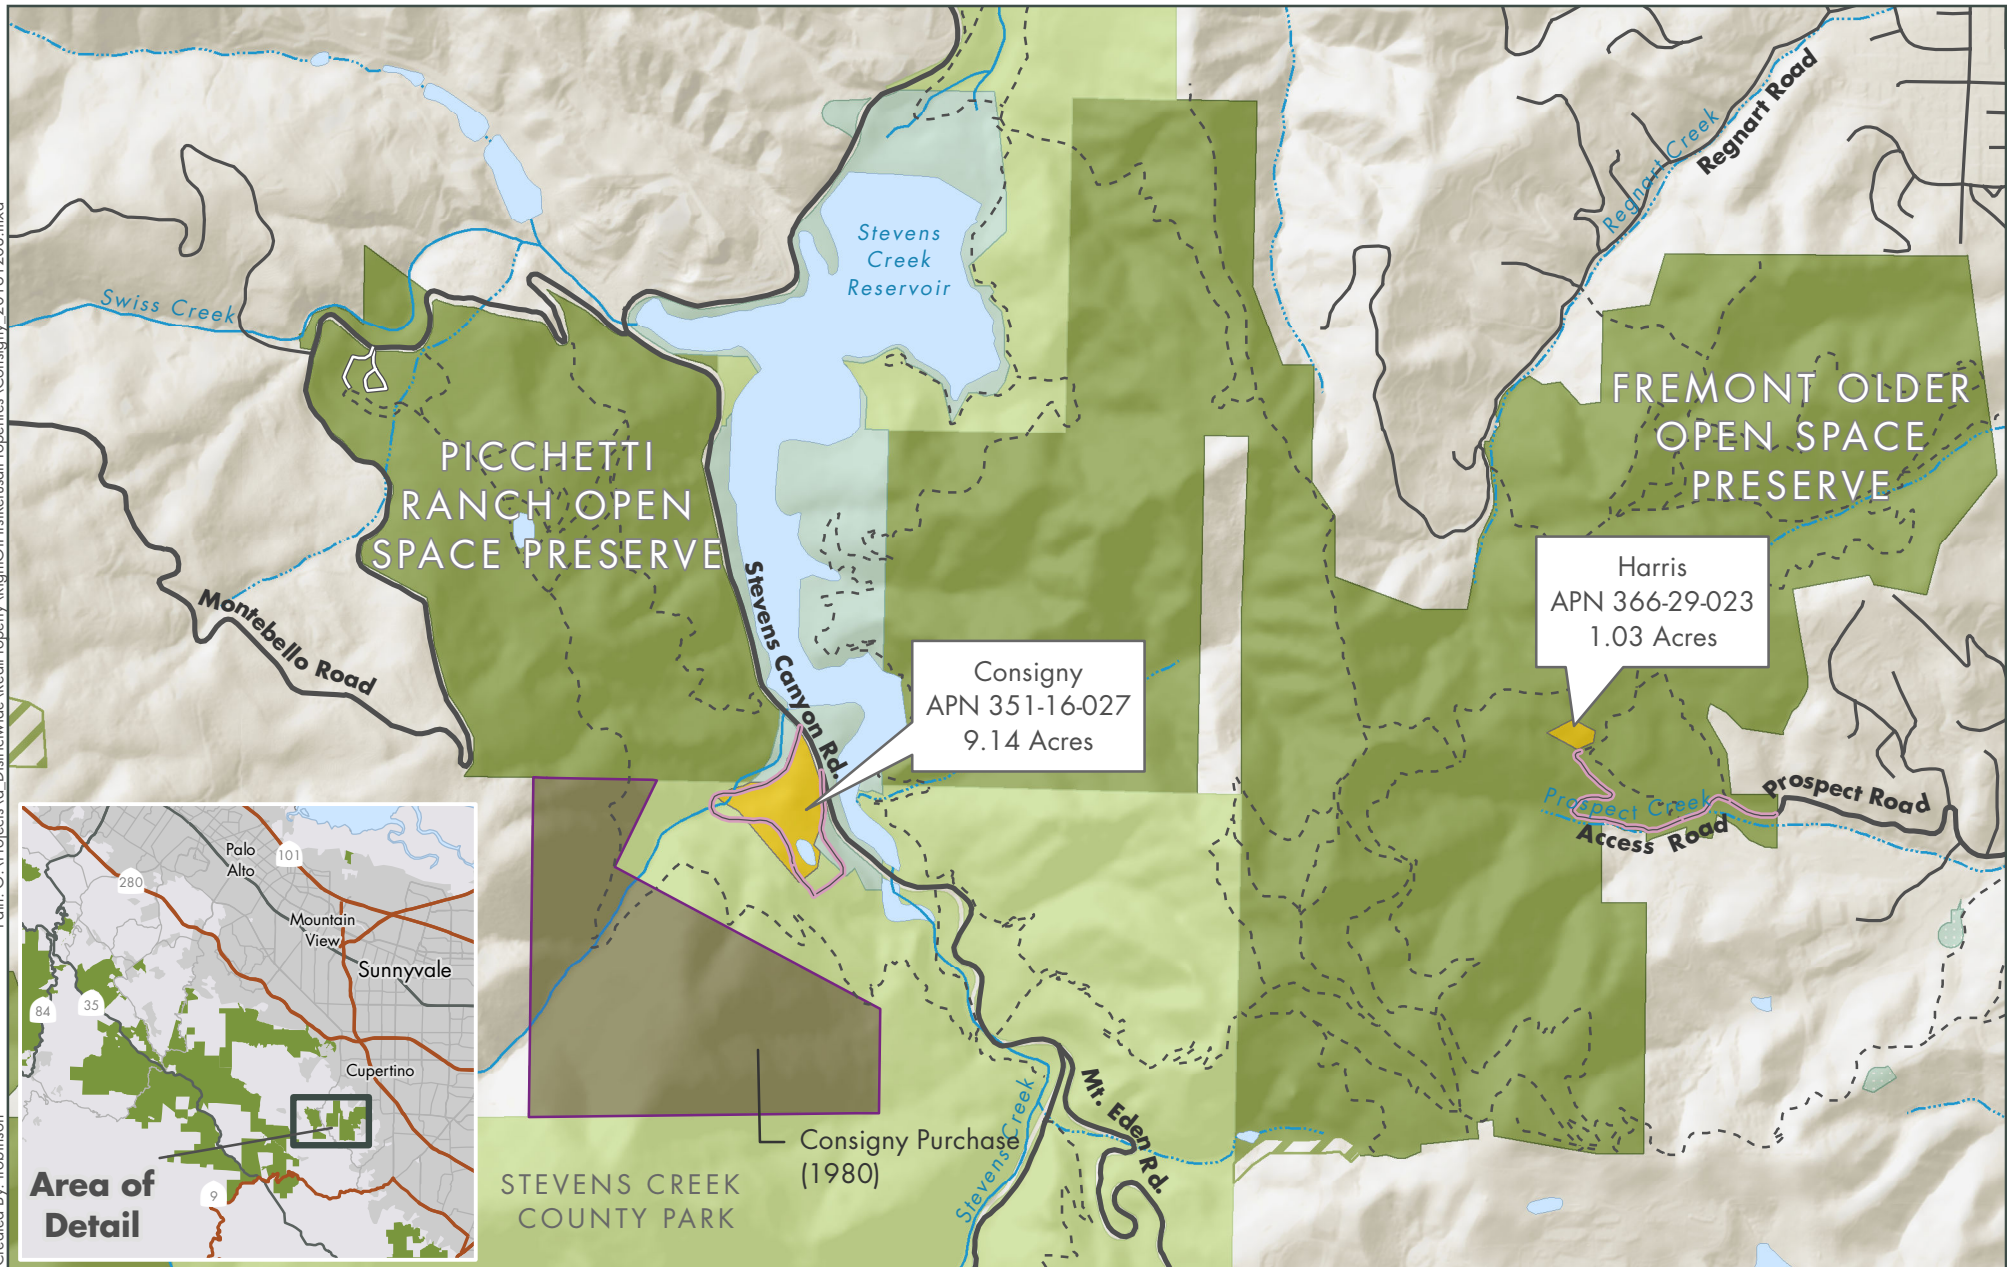 Swiss Creek
Stevens
Creek
Reservoir
Regnart Creek
Regnart Road
PICCHETTI
RANCH OPEN
SPACE PRESERVE
FREMONT OLDER
OPEN SPACE
PRESERVE
Montebello Road
Stevens Canyon Rd.
Harris
APN 366-29-023
1.03 Acres
Consigny
APN 351-16-027
9.14 Acres
Prospect Creek
Access Road
Prospect Road
Consigny Purchase
(1980)
STEVENS CREEK
COUNTY PARK
Stevens Creek
Mt. Eden Rd.
Palo
Alto
101
280
Mountain
View
Sunnyvale
84
35
Cupertino
9
Area of
Detail